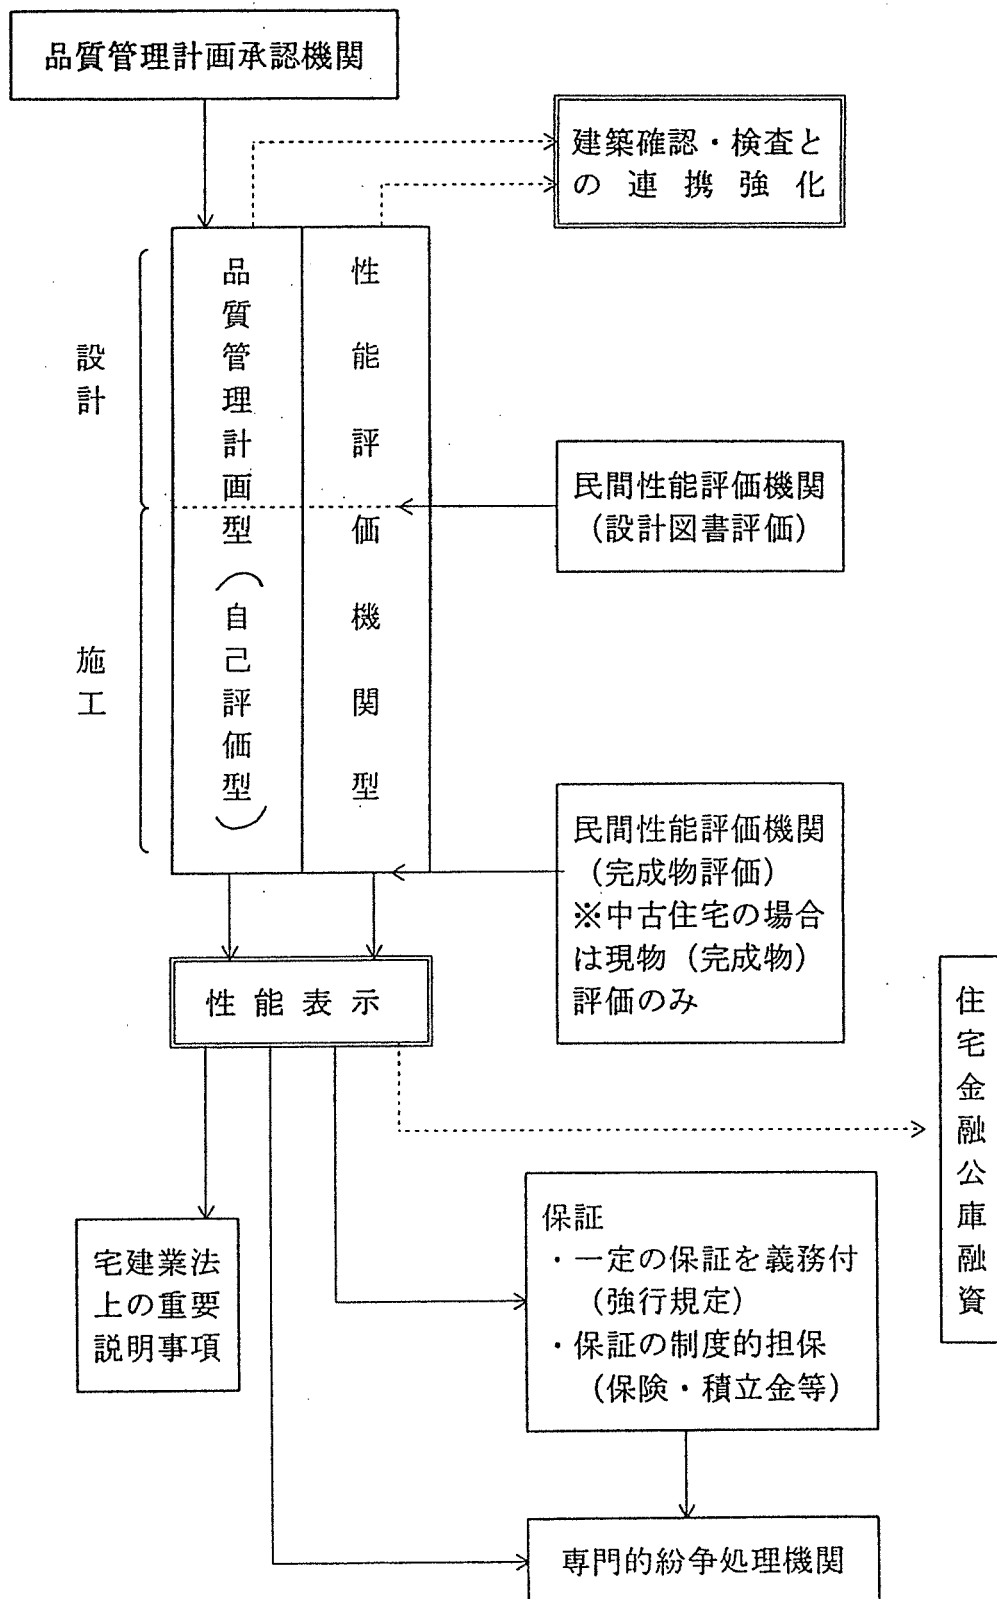 品質管理計画承認機関
建築確認・検査と
の連携強化
設計
施工
品質管理計画型(自己評価型)
性能評価機関型
民間性能評価機関
(設計図書評価)
民間性能評価機関
(完成物評価)
※中古住宅の場合
は現物(完成物)
評価のみ
性能表示
住宅金融公庫融資
宅建業法
上の重要
説明事項
保証
・一定の保証を義務付
(強行規定)
・保証の制度的担保
(保険・積立金等)
専門的紛争処理機関